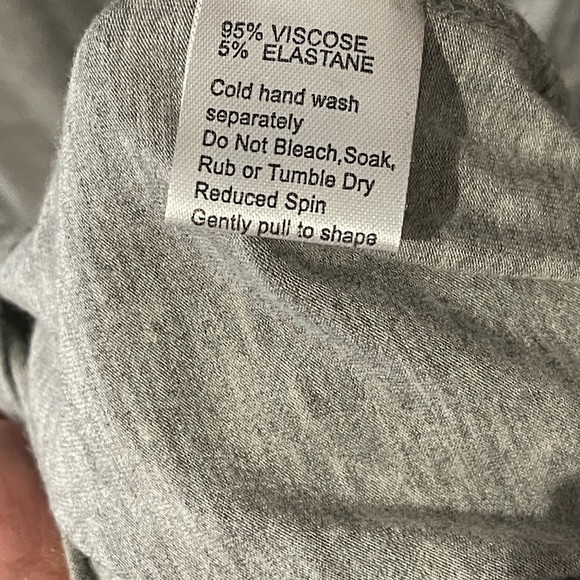 95% VISCOSE
5% ELASTANE
Cold hand wash
separately
Do Not Bleach,Soak,
Rub or Tumble Dry
Reduced Spin
Gently pull to shape